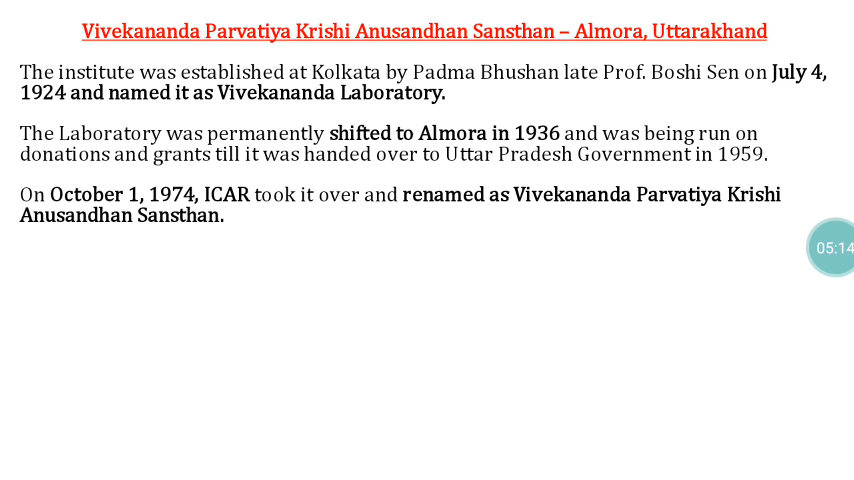 Vivekananda Parvatiya Krishi Anusandhan Sansthan – Almora, Uttarakhand
The institute was established at Kolkata by Padma Bhushan late Prof. Boshi Sen on July 4,
1924 and named it as Vivekananda Laboratory.
The Laboratory was permanently shifted to Almora in 1936 and was being run on
donations and grants till it was handed over to Uttar Pradesh Government in 1959.
On October 1, 1974, ICAR took it over and renamed as Vivekananda Parvatiya Krishi
Anusandhan Sansthan.
05:14